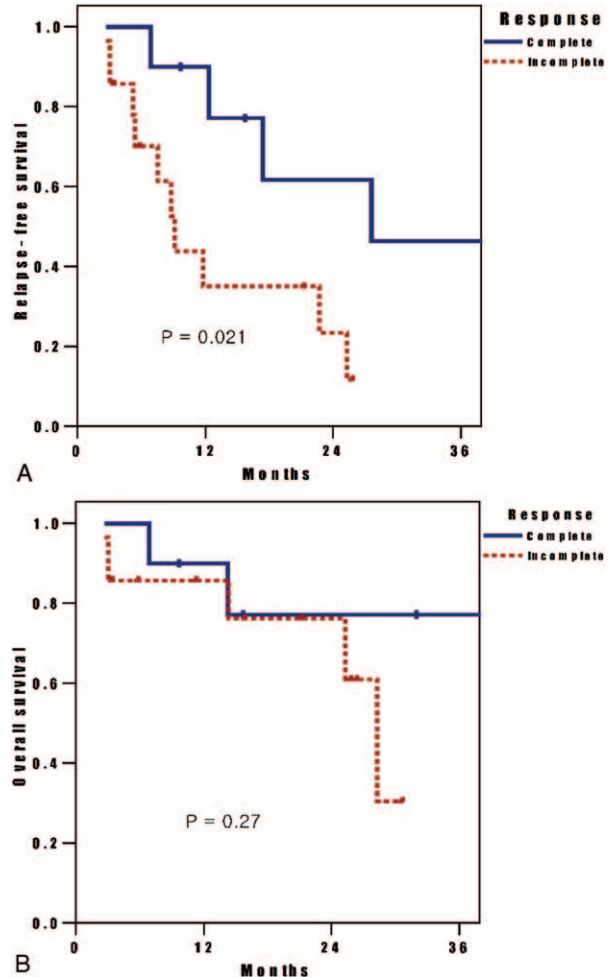 Response
Complete
Incomplete
1.0
0.8
0.6
0.4
0.2
0.0
Relapse-free survival
P = 0.021
0 12 24 36
Months
A
Response
Complete
Incomplete
1.0
0.8
0.6
0.4
0.2
0.0
Overall survival
P = 0.27
0 12 24 36
Months
B